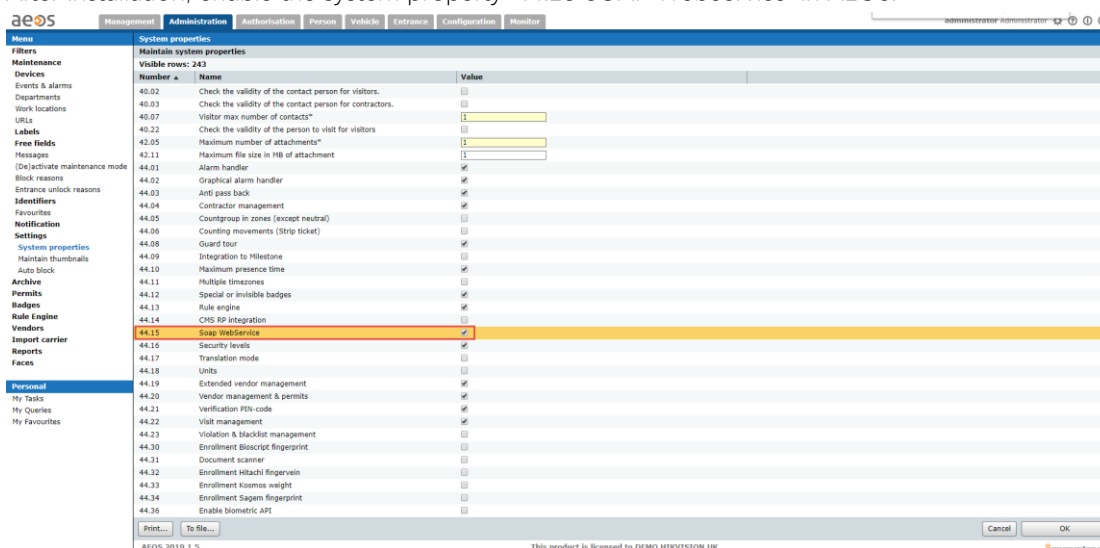 aeos
Management Administration Authorisation Person Vehicle Entrance Configuration Monitor
administrator Administrator
Menu
Filters
Maintenance
Devices
Events & alarms
Departments
Work locations
URLs
Labels
Free fields
Messages
(De)activate maintenance mode
Block reasons
Entrance unlock reasons
Identifiers
Favourites
Notification
Settings
System properties
Maintain thumbnails
Auto block
Archive
Permits
Badges
Rule Engine
Vendors
Import carrier
Reports
Faces
Personal
My Tasks
My Queries
My Favourites
System properties
Maintain system properties
Visible rows: 243
Number Name Value
40.02 Check the validity of the contact person for visitors.
40.03 Check the validity of the contact person for contractors.
40.07 Visitor max number of contacts* 1
40.22 Check the validity of the person to visit for visitors
42.05 Maximum number of attachments* 1
42.11 Maximum file size in MB of attachment 1
44.01 Alarm handler
44.02 Graphical alarm handler
44.03 Anti pass back
44.04 Contractor management
44.05 Countgroup in zones (except neutral)
44.06 Counting movements (Strip ticket)
44.08 Guard tour
44.09 Integration to Milestone
44.10 Maximum presence time
44.11 Multiple timezones
44.12 Special or invisible badges
44.13 Rule engine
44.14 CMS RP integration
44.15 Soap WebService
44.16 Security levels
44.17 Translation mode
44.18 Units
44.19 Extended vendor management
44.20 Vendor management & permits
44.21 Verification PIN-code
44.22 Visit management
44.23 Violation & blacklist management
44.30 Enrollment Bioscript fingerprint
44.31 Document scanner
44.32 Enrollment Hitachi fingervein
44.33 Enrollment Kosmos weight
44.34 Enrollment Sagem fingerprint
44.36 Enable biometric API
Print... To file... Cancel OK
AEOS 2019.1.5 This product is licensed to DEMO HIKVISION UK